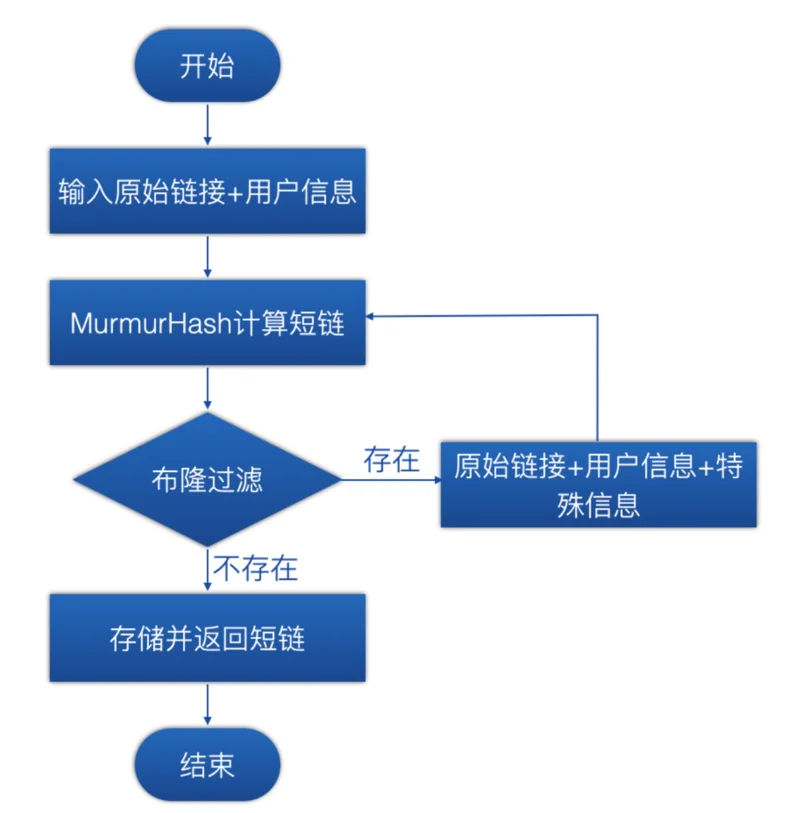 开始
输入原始链接+用户信息
MurmurHash计算短链
布隆过滤
存在
原始链接+用户信息+特
殊信息
不存在
存储并返回短链
结束